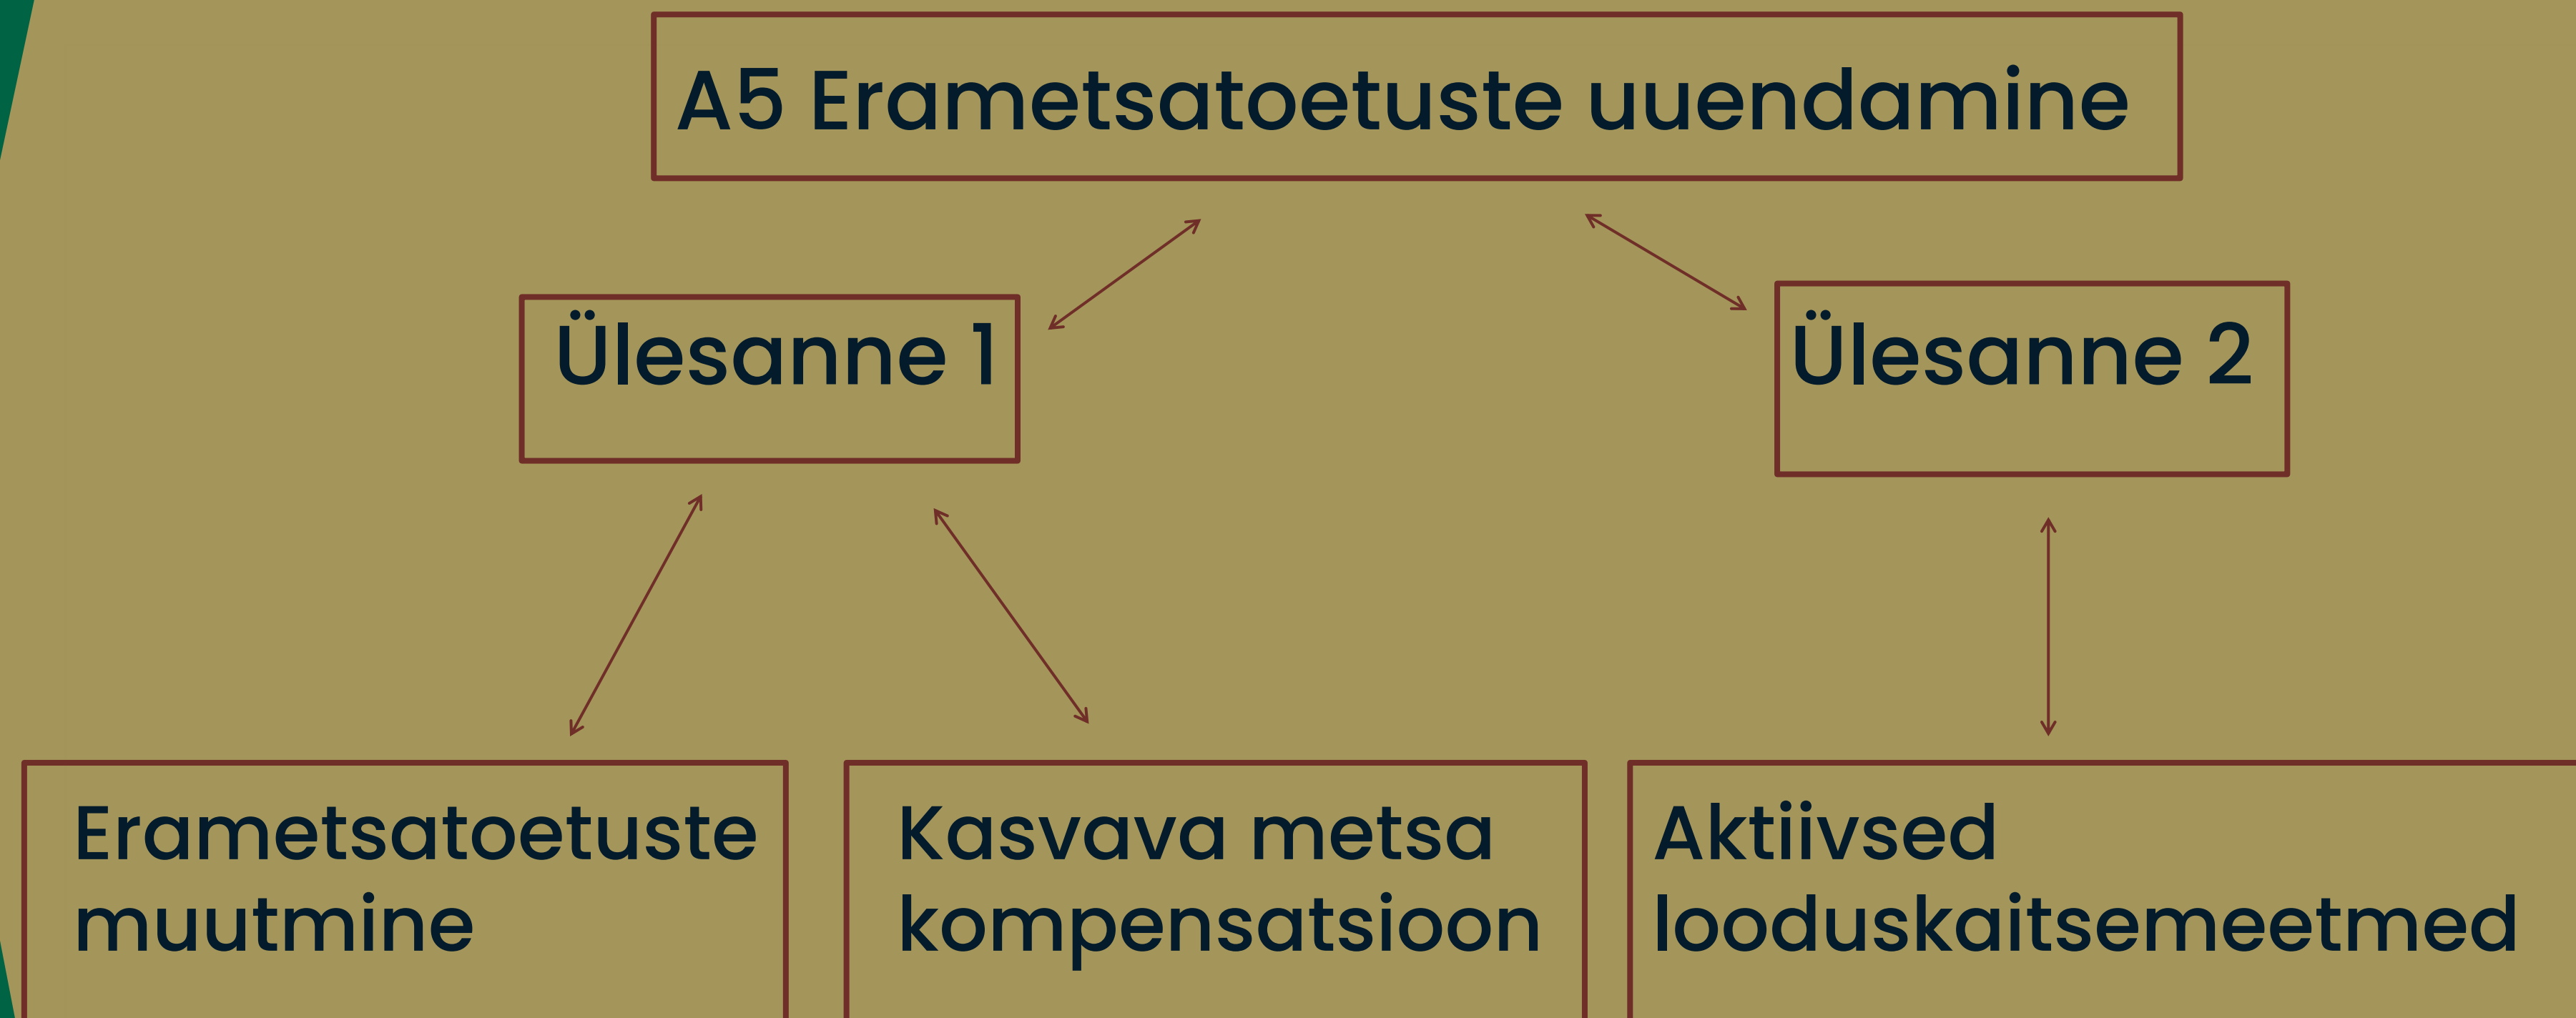 A5 Erametsatoetuste uuendamine
Ülesanne 1
Ülesanne 2
Erametsatoetuste
muutmine
Kasvava metsa
kompensatsioon
Aktiivsed
looduskaitsemeetmed